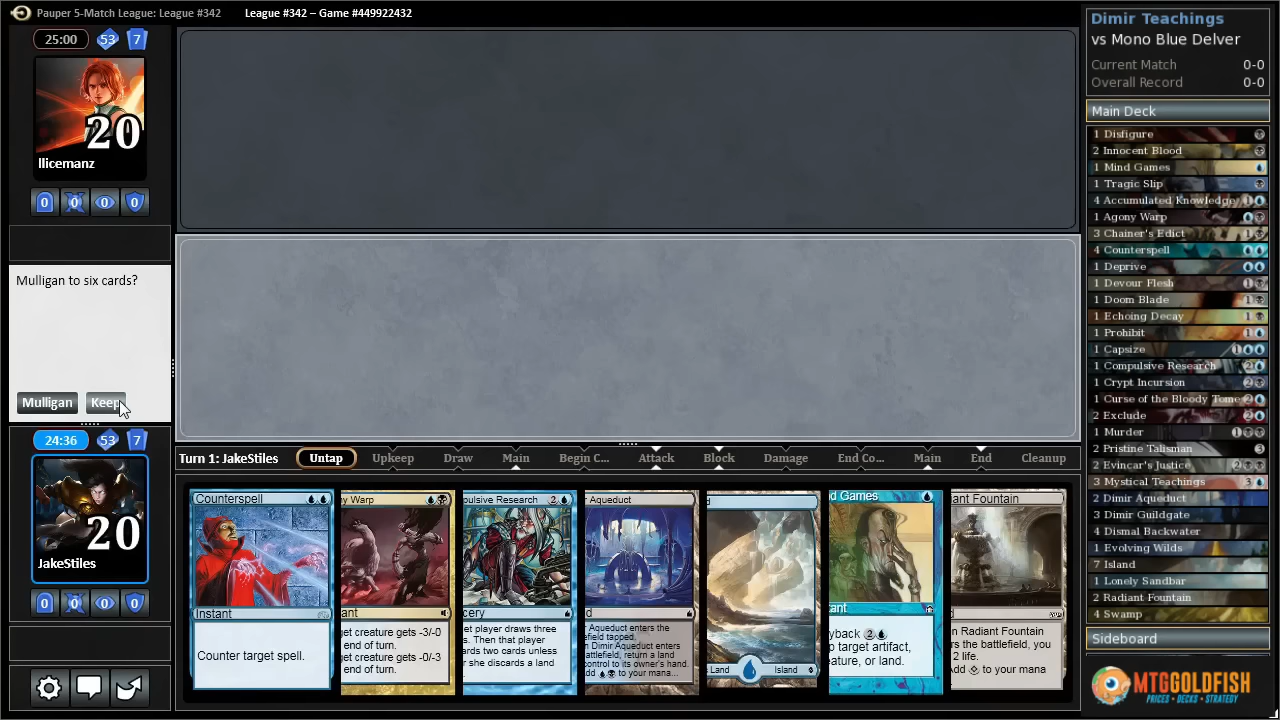 Pauper 5-Match League: League #342
League #342 – Game #449922432
25:00
53
7
20
llicemanz
0
0
0
0
Mulligan to six cards?
Mulligan
Keep
24:36
53
7
20
JakeStiles
0
0
0
0
Turn 1: JakeStiles
Untap
Upkeep
Draw
Main
Begin C...
Attack
Block
Damage
End Co...
Main
End
Cleanup
Counterspell
Instant
Counter target spell.
ny Warp
ant
get creature gets -3/-0
end of turn.
get creature gets -0/-3
end of turn.
pulsive Research
2
cery
et player draws three
s. Then that player
ards two cards unless
r she discards a land
Aqueduct
d
Aqueduct enters the
efield tapped.
n Dimir Aqueduct enters
attlefield, return a land
control to its owner's hand.
to your mana...
Land
Island
d Games
tant
yback
p target artifact,
ature, or land.
iant Fountain
n Radiant Fountain
rs the battlefield, you
2 life.
dd to your mana
Dimir Teachings
vs Mono Blue Delver
Current Match 0-0
Overall Record 0-0
Main Deck
1 Disfigure
2 Innocent Blood
1 Mind Games
1 Tragic Slip
4 Accumulated Knowledge
1 Agony Warp
3 Chainer's Edict
4 Counterspell
1 Deprive
1 Devour Flesh
1 Doom Blade
1 Echoing Decay
1 Prohibit
1 Capsize
1 Compulsive Research
1 Crypt Incursion
1 Curse of the Bloody Tome
2 Exclude
1 Murder
2 Pristine Talisman
2 Evincar's Justice
3 Mystical Teachings
2 Dimir Aqueduct
3 Dimir Guildgate
4 Dismal Backwater
1 Evolving Wilds
7 Island
1 Lonely Sandbar
2 Radiant Fountain
4 Swamp
Sideboard
MTGGOLDFISH
PRICES • DECKS • STRATEGY